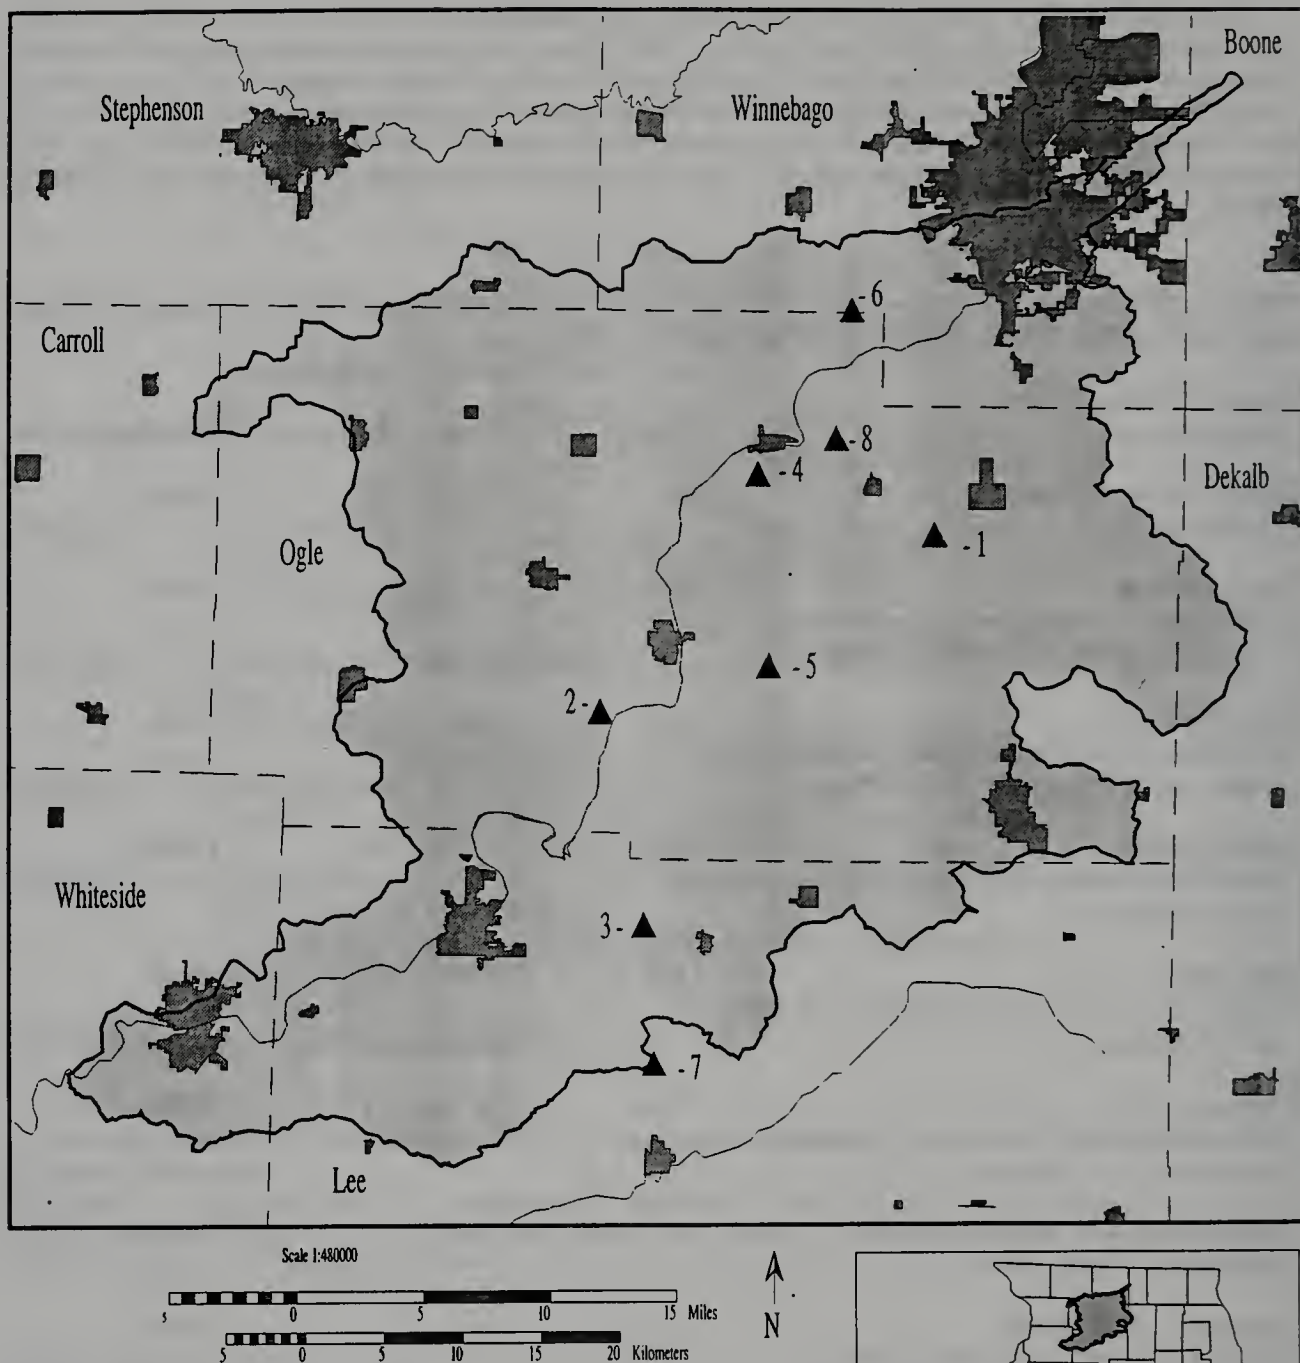 Boone
Stephenson
Winnebago
- 6
Carroll
- 8
- 4
Dekalb
Ogle
- 1
- 5
2 -
Whiteside
3 -
- 7
Lee
Scale 1:480000
5 0 5 10 15 Miles
N
5 0 5 10 15 20 Kilometers